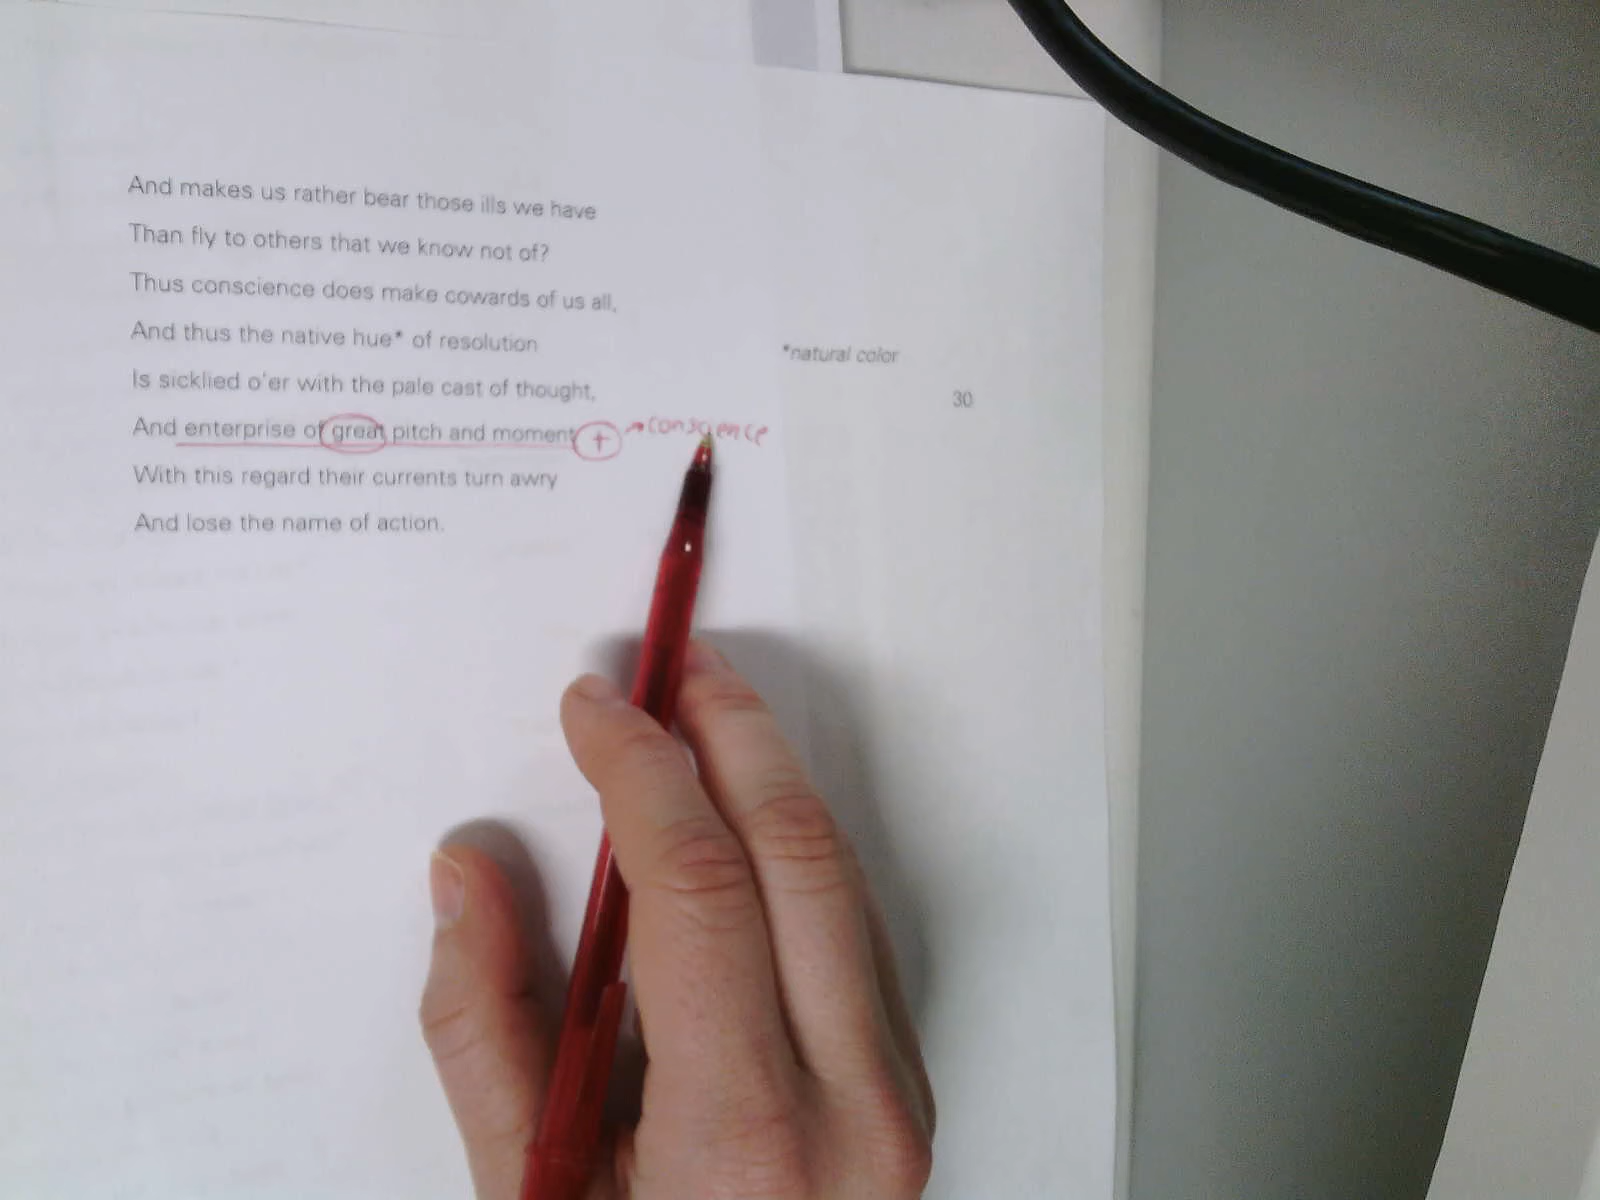 And makes us rather bear those ills we have
Than fly to others that we know not of?
Thus conscience does make cowards of us all,
And thus the native hue* of resolution
*natural color
Is sicklied o'er with the pale cast of thought,
30
And enterprise of great pitch and moment + → conscience
With this regard their currents turn awry
And lose the name of action.